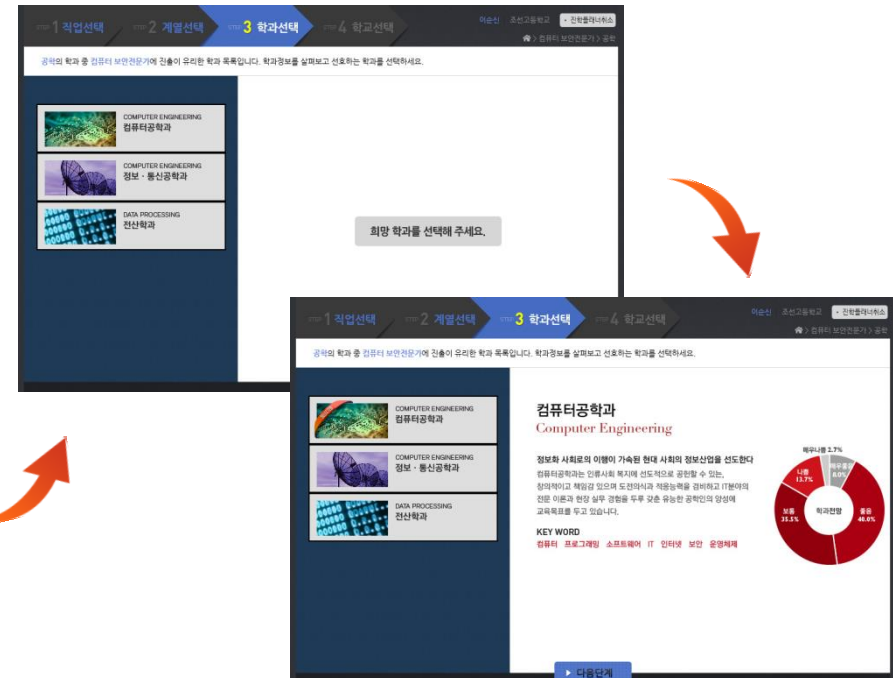 STEP 1 직업선택
STEP 2 계열선택
STEP 3 학과선택
STEP 4 학교선택
이순신 조선고등학교 • 진학플래너취소
> 컴퓨터 보안전문가 > 공학
공학의 학과 중 컴퓨터 보안전문가에 진출이 유리한 학과 목록입니다. 학과정보를 살펴보고 선호하는 학과를 선택하세요.
COMPUTER ENGINEERING
컴퓨터공학과
COMPUTER ENGINEERING
정보·통신공학과
DATA PROCESSING
전산학과
희망 학과를 선택해 주세요.
STEP 1 직업선택
STEP 2 계열선택
STEP 3 학과선택
STEP 4 학교선택
이순신 조선고등학교 • 진학플래너취소
> 컴퓨터 보안전문가 > 공학
공학의 학과 중 컴퓨터 보안전문가에 진출이 유리한 학과 목록입니다. 학과정보를 살펴보고 선호하는 학과를 선택하세요.
COMPUTER ENGINEERING
컴퓨터공학과
COMPUTER ENGINEERING
정보·통신공학과
DATA PROCESSING
전산학과
컴퓨터공학과
Computer Engineering
정보화 사회로의 이행이 가속된 현대 사회의 정보산업을 선도한다
컴퓨터공학과는 인류사회 복지에 선도적으로 공헌할 수 있는,
창의적이고 책임감 있으며 도전의식과 적응능력을 겸비하고 IT분야의
전문 이론과 현장 실무 경험을 두루 갖춘 유능한 공학인의 양성에
교육목표를 두고 있습니다.
KEY WORD
컴퓨터 프로그래밍 소프트웨어 IT 인터넷 보안 운영체제
매우나쁨 2.7%
매우좋음
8.0%
나쁨
13.7%
학과전망
보통
35.5%
좋음
40.0%
다음단계